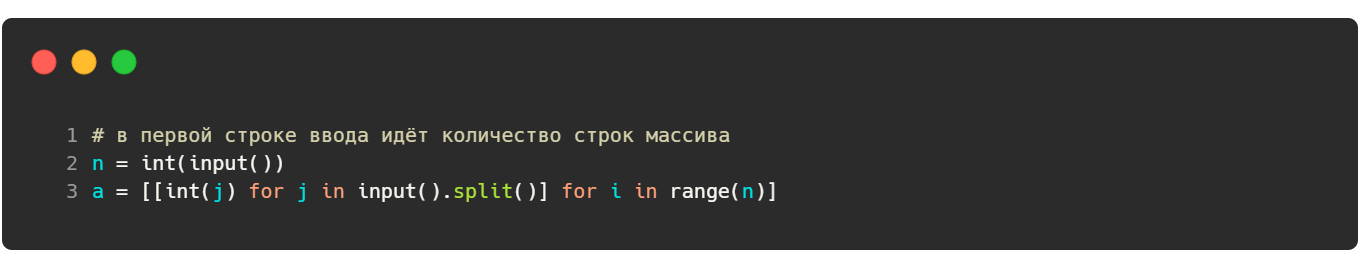 1 # в первой строке ввода идёт количество строк массива
2 n = int(input())
3 a = [[int(j) for j in input().split()] for i in range(n)]